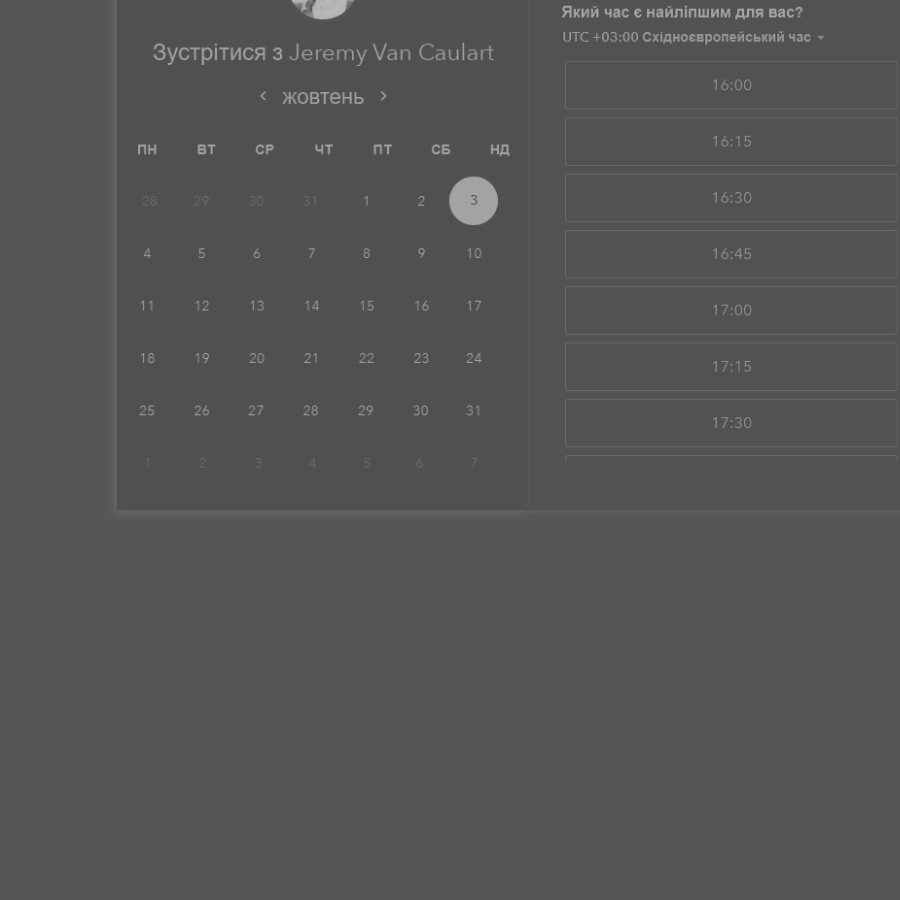 Зустрітися з Jeremy Van Caulart
жовтень
ПН ВТ СР ЧТ ПТ СБ НД
28 29 30 31 1 2 3
4 5 6 7 8 9 10
11 12 13 14 15 16 17
18 19 20 21 22 23 24
25 26 27 28 29 30 31
1 2 3 4 5 6 7
Який час є найліпшим для вас?
UTC +03:00 Східноєвропейський час
16:00
16:15
16:30
16:45
17:00
17:15
17:30